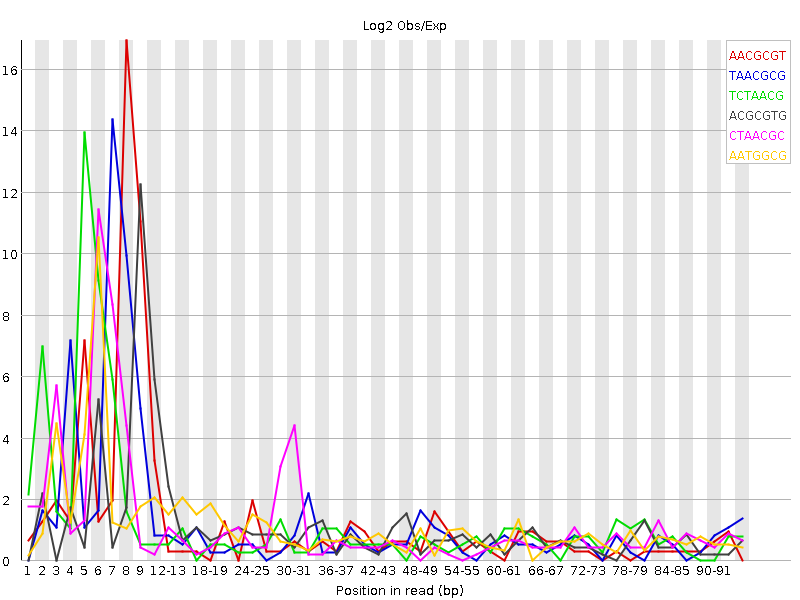 Log2 Obs/Exp
AACGCGT
TAACGCG
TCTAACG
ACGCGTG
CTAACGC
AATGGCG
16
14
12
10
8
6
4
2
0
1 2 3 4 5 6 7 8 9 12-13 18-19 24-25 30-31 36-37 42-43 48-49 54-55 60-61 66-67 72-73 78-79 84-85 90-91
Position in read (bp)